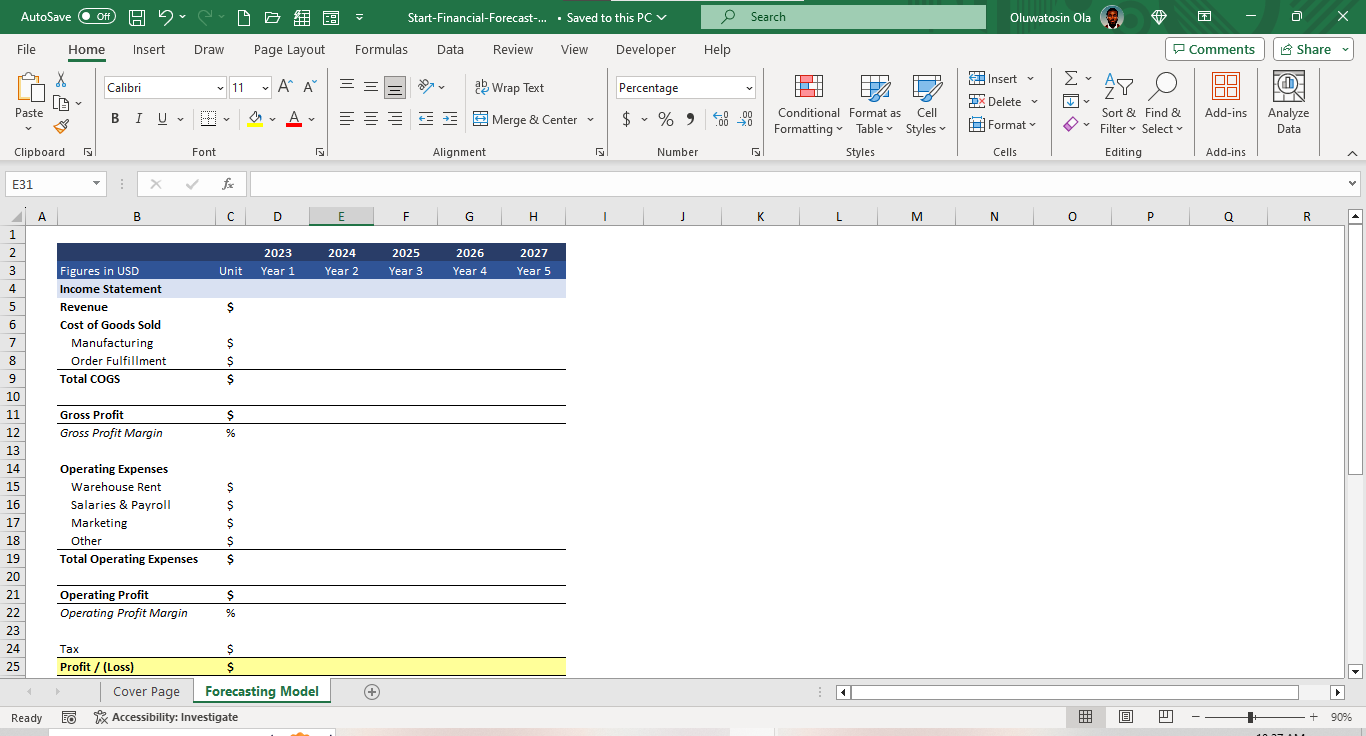 AutoSave Off Start-Financial-Forecast-... • Saved to this PC Search Oluwatosin Ola
File Home Insert Draw Page Layout Formulas Data Review View Developer Help Comments Share
Paste
Clipboard
Calibri 11
B I U A
Font
ab Wrap Text
Merge & Center
Alignment
Percentage
$ % 9 .00 .00
Number
Conditional Formatting
Format as Table
Cell Styles
Styles
Insert
Delete
Format
Cells
Sort & Filter
Find & Select
Editing
Add-ins
Add-ins
Analyze Data
E31 fx
A B C D E F G H I J K L M N O P Q R
1
2 2023 2024 2025 2026 2027
3 Figures in USD Unit Year 1 Year 2 Year 3 Year 4 Year 5
4 Income Statement
5 Revenue $
6 Cost of Goods Sold
7 Manufacturing $
8 Order Fulfillment $
9 Total COGS $
10
11 Gross Profit $
12 Gross Profit Margin %
13
14 Operating Expenses
15 Warehouse Rent $
16 Salaries & Payroll $
17 Marketing $
18 Other $
19 Total Operating Expenses $
20
21 Operating Profit $
22 Operating Profit Margin %
23
24 Tax $
25 Profit / (Loss) $
Cover Page Forecasting Model
Ready Accessibility: Investigate 90%